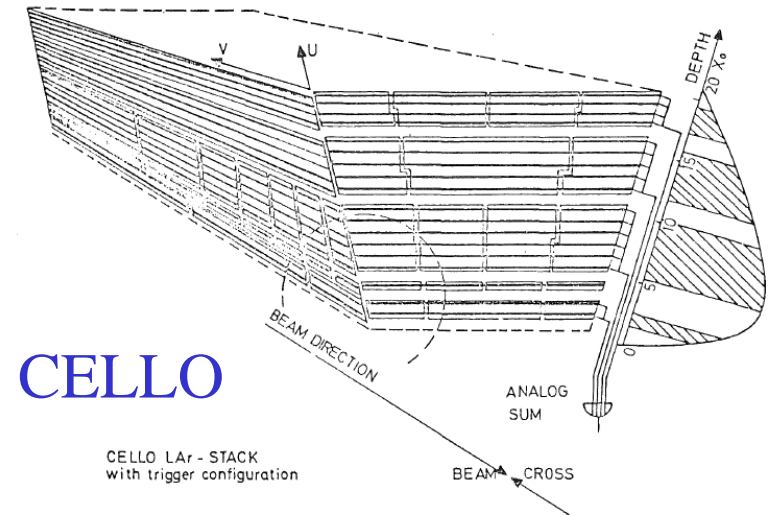 V
U
DEPTH
20 X₀
15
10
5
0
BEAM DIRECTION
CELLO
ANALOG
SUM
CELLO LAr - STACK
with trigger configuration
BEAM CROSS